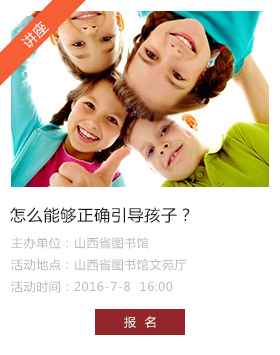 讲座
怎么能够正确引导孩子？
主办单位：山西省图书馆
活动地点：山西省图书馆文苑厅
活动时间：2016-7-8 16:00
报 名